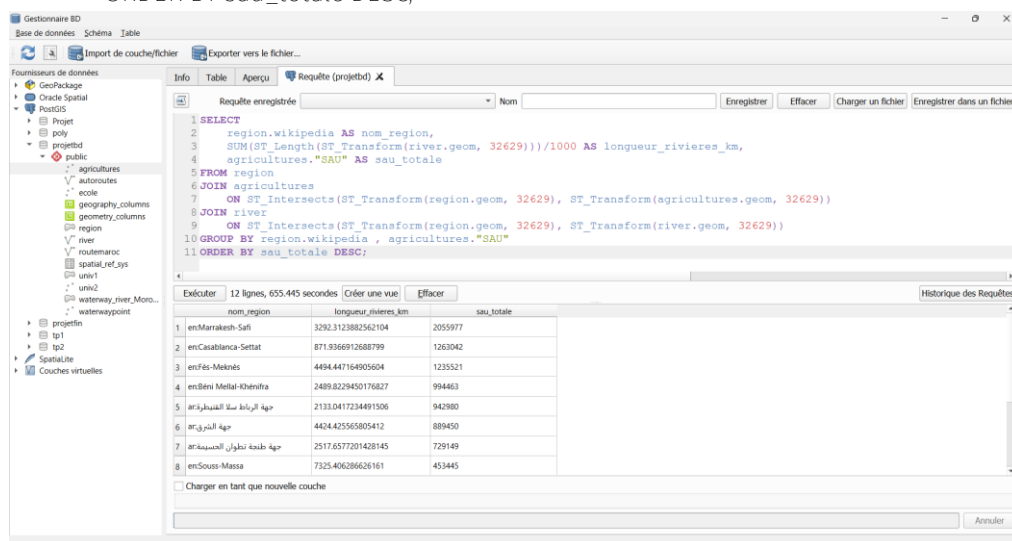 ORDER BY sau_totale DESC;
Gestionnaire BD
Base de données Schéma Table
Import de couche/fichier Exporter vers le fichier...
Fournisseurs de données
GeoPackage
Oracle Spatial
PostGIS
Projet
poly
projetbd
public
agricultures
autoroutes
ecole
geography_columns
geometry_columns
region
river
routemaroc
spatial_ref_sys
univ1
univ2
waterway_river_Moro...
waterwaypoint
projetfin
tp1
tp2
SpatiaLite
Couches virtuelles
Info Table Aperçu Requête (projetbd)
Requête enregistrée Nom Enregistrer Effacer Charger un fichier Enregistrer dans un fichier
1 SELECT
2 region.wikipedia AS nom_region,
3 SUM(ST_Length(ST_Transform(river.geom, 32629)))/1000 AS longueur_rivieres_km,
4 agricultures."SAU" AS sau_totale
5 FROM region
6 JOIN agricultures
7 ON ST_Intersects(ST_Transform(region.geom, 32629), ST_Transform(agricultures.geom, 32629))
8 JOIN river
9 ON ST_Intersects(ST_Transform(region.geom, 32629), ST_Transform(river.geom, 32629))
10 GROUP BY region.wikipedia , agricultures."SAU"
11 ORDER BY sau_totale DESC;
Exécuter 12 lignes, 655.445 secondes Créer une vue Effacer Historique des Requêtes
nom_region longueur_rivieres_km sau_totale
1 en:Marrakesh-Safi 3292.3123882562104 2055977
2 en:Casablanca-Settat 871.9366912688799 1263042
3 en:Fès-Meknès 4494.447164905604 1235521
4 en:Béni Mellal-Khénifra 2489.8229450176827 994463
5 ar:جهة الرباط سلا القنيطرة 2133.0417234491506 942980
6 ar:جهة الشرق 4424.425565805412 889450
7 ar:جهة طنجة تطوان الحسيمة 2517.6577201428145 729149
8 en:Souss-Massa 7325.406286626161 453445
Charger en tant que nouvelle couche
Annuler